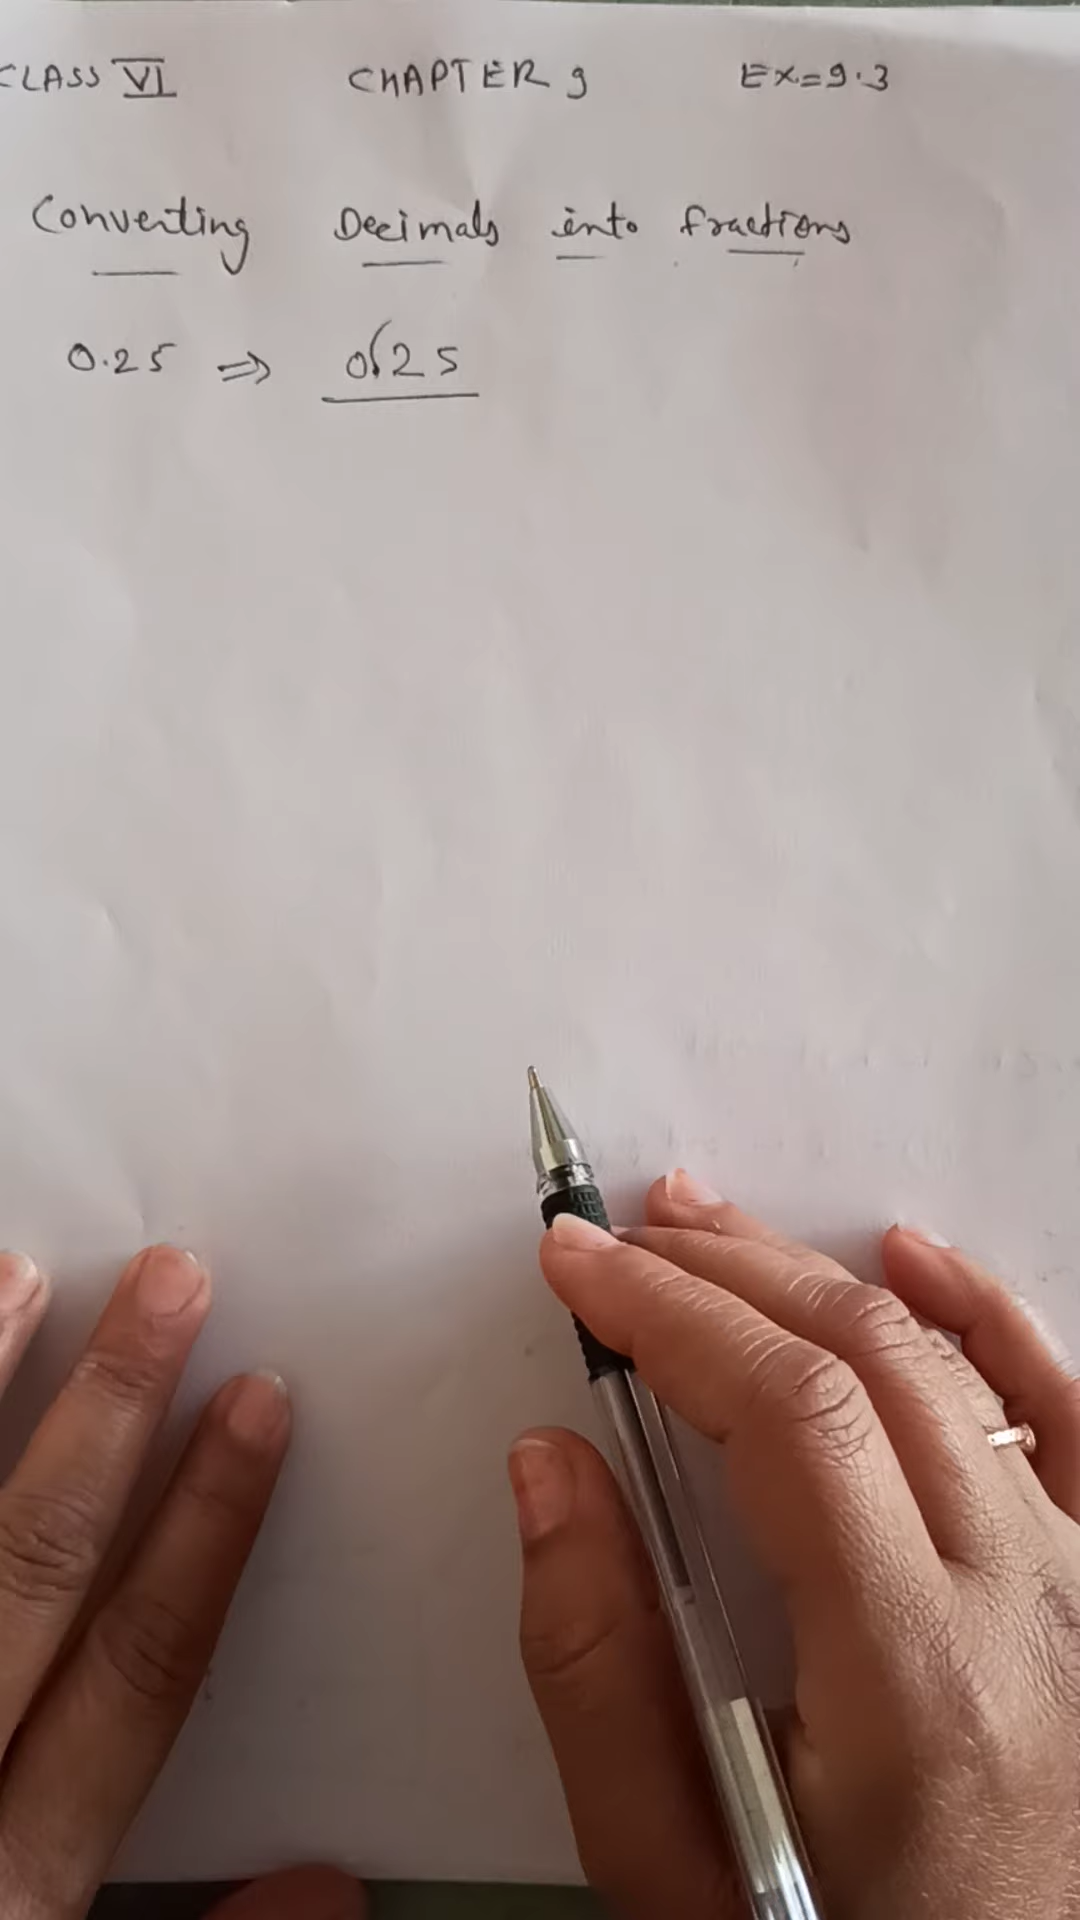 CLASS VI CHAPTER 9 Ex=9.3
Converting Decimals into fractions
0.25 ⇒ 0.25